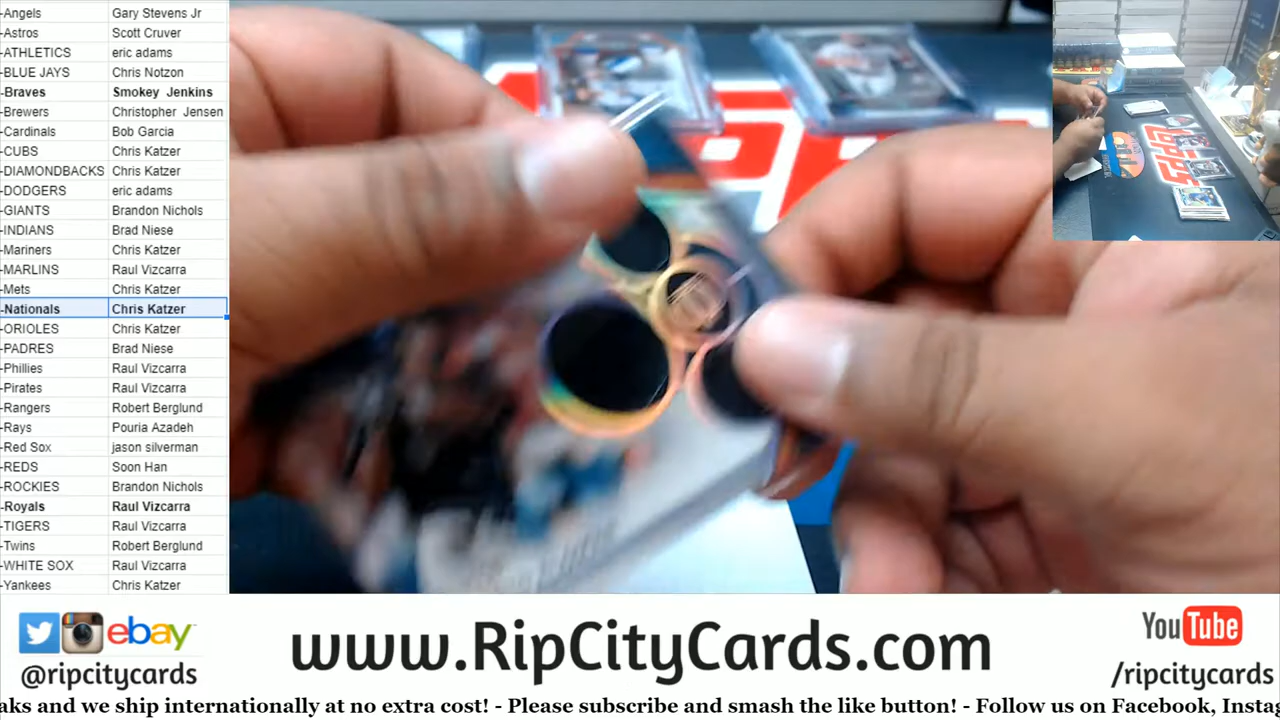 -Angels Gary Stevens Jr
-Astros Scott Cruver
-ATHLETICS eric adams
-BLUE JAYS Chris Notzon
-Braves Smokey Jenkins
-Brewers Christopher Jensen
-Cardinals Bob Garcia
-CUBS Chris Katzer
-DIAMONDBACKS Chris Katzer
-DODGERS eric adams
-GIANTS Brandon Nichols
-INDIANS Brad Niese
-Mariners Chris Katzer
-MARLINS Raul Vizcarra
-Mets Chris Katzer
-Nationals Chris Katzer
-ORIOLES Chris Katzer
-PADRES Brad Niese
-Phillies Raul Vizcarra
-Pirates Raul Vizcarra
-Rangers Robert Berglund
-Rays Pouria Azadeh
-Red Sox jason silverman
-REDS Soon Han
-ROCKIES Brandon Nichols
-Royals Raul Vizcarra
-TIGERS Raul Vizcarra
-Twins Robert Berglund
-WHITE SOX Raul Vizcarra
-Yankees Chris Katzer
topps
ebay
@ripcitycards
www.RipCityCards.com
YouTube
/ripcitycards
aks and we ship internationally at no extra cost! - Please subscribe and smash the like button! - Follow us on Facebook, Instag